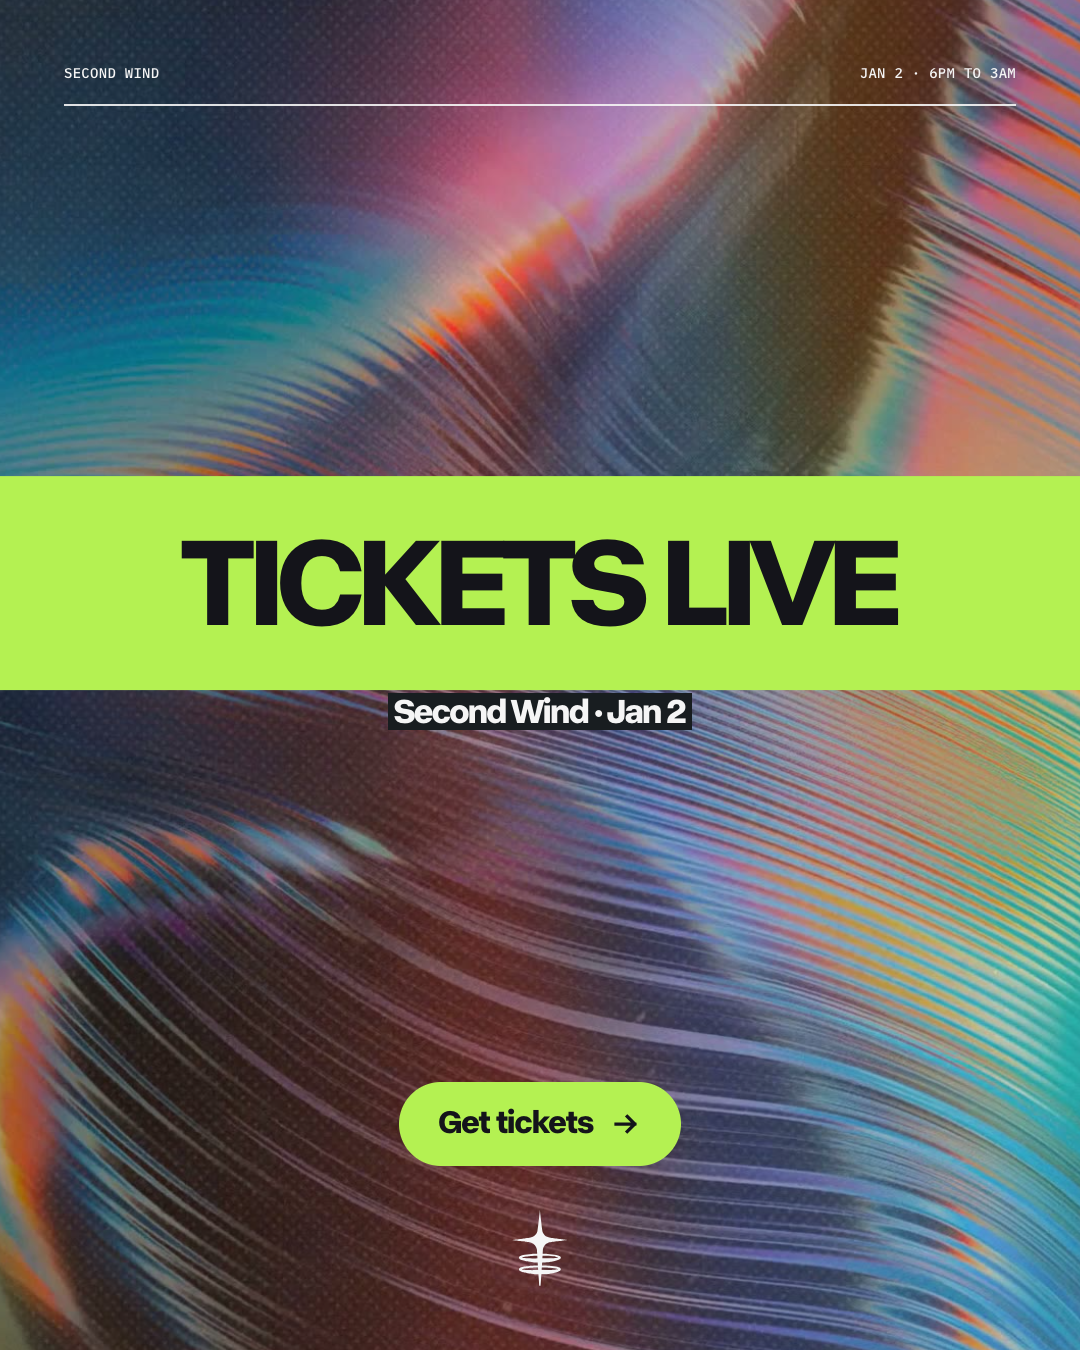 SECOND WIND
JAN 2 · 6PM TO 3AM
TICKETS LIVE
Second Wind · Jan 2
Get tickets →